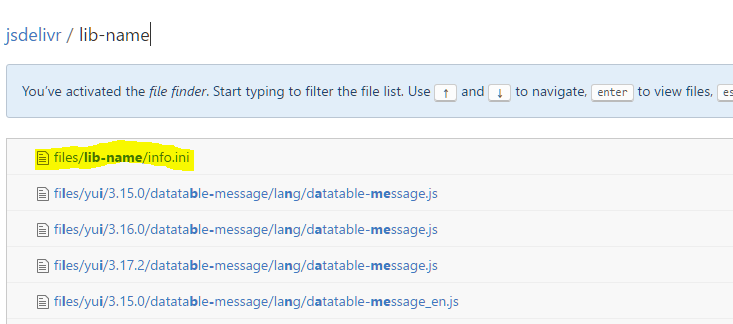 jsdelivr / lib-name
You've activated the file finder. Start typing to filter the file list. Use ↑ and ↓ to navigate, enter to view files, es
files/lib-name/info.ini
files/yui/3.15.0/datatable-message/lang/datatable-message.js
files/yui/3.16.0/datatable-message/lang/datatable-message.js
files/yui/3.17.2/datatable-message/lang/datatable-message.js
files/yui/3.15.0/datatable-message/lang/datatable-message_en.js